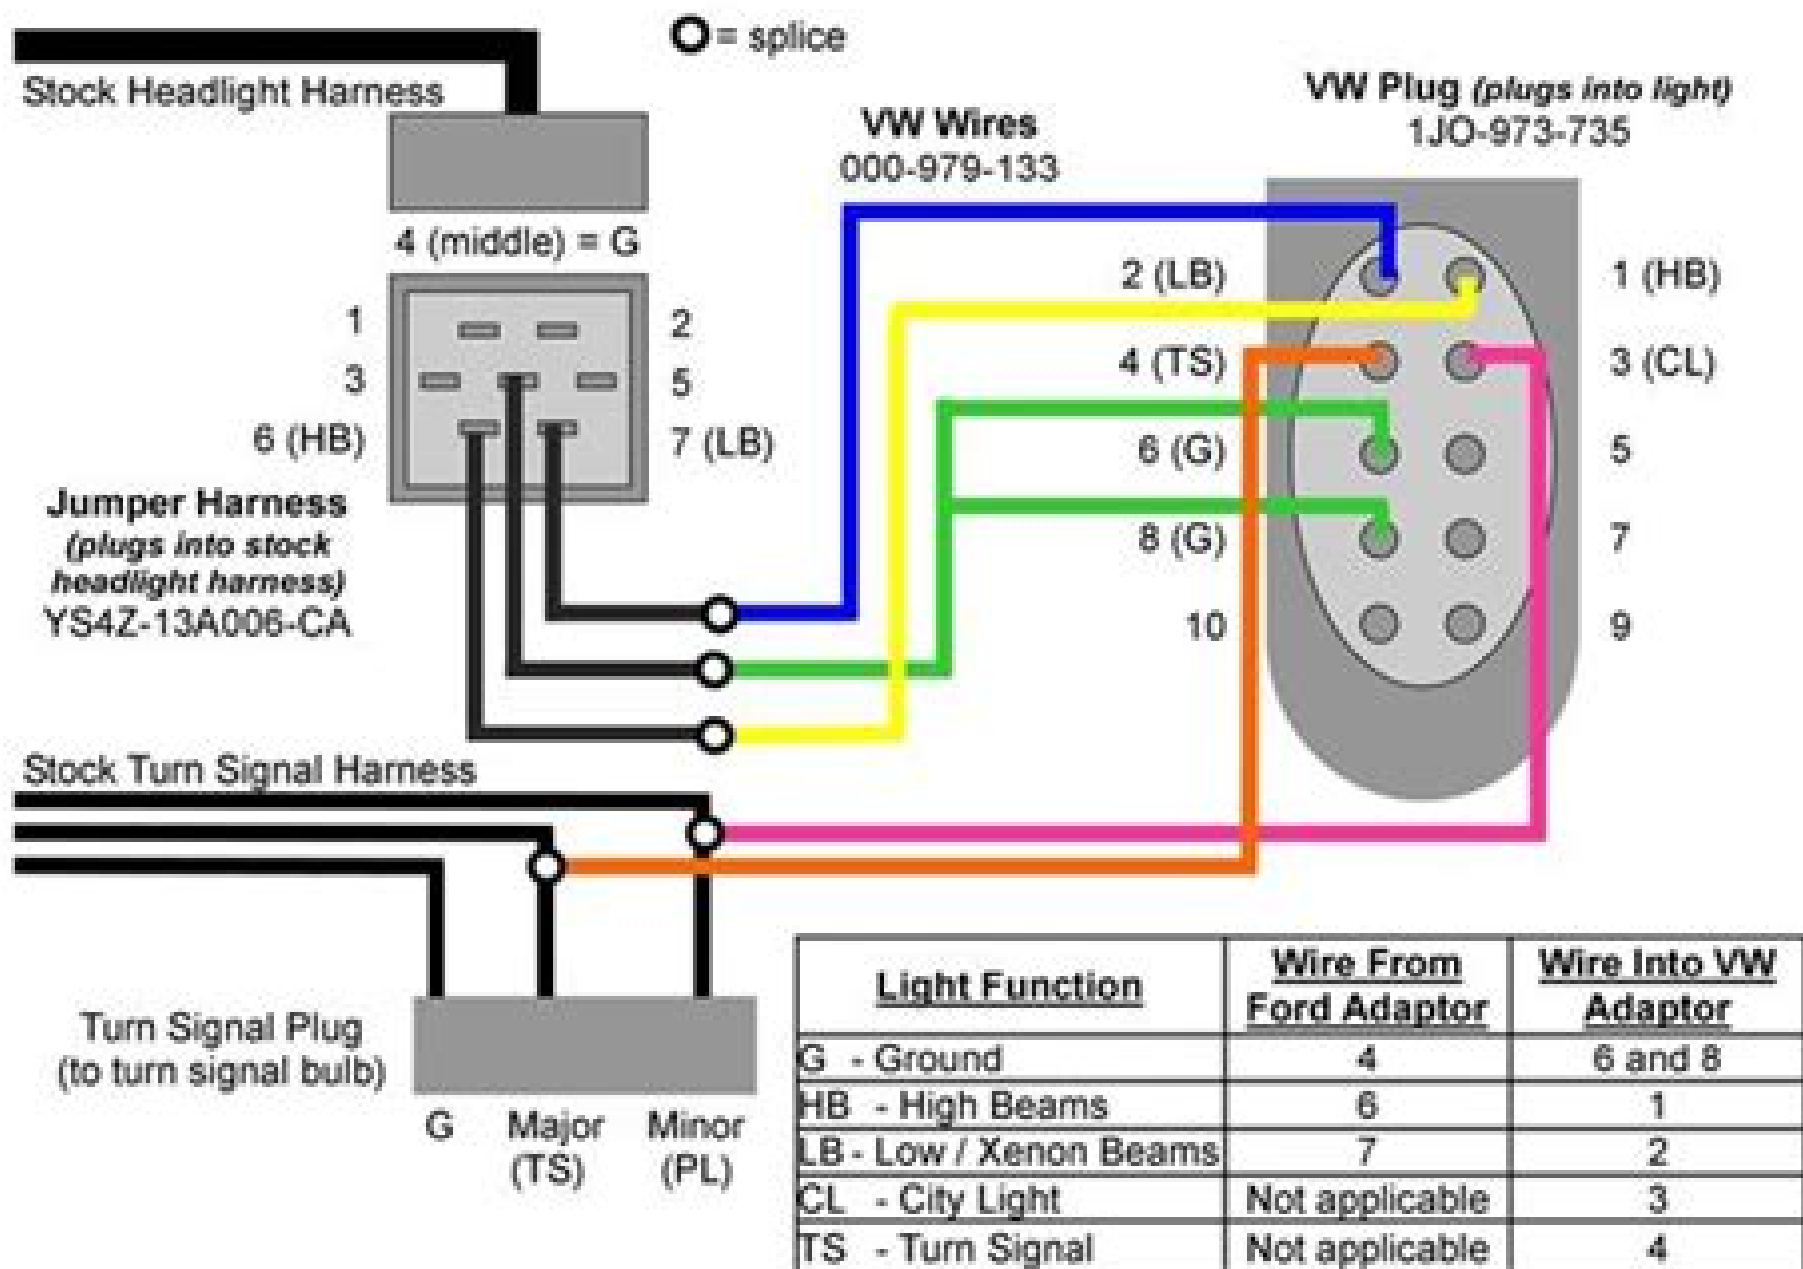 O = splice
Stock Headlight Harness
4 (middle) = G
1
2
3
5
6 (HB)
7 (LB)
Jumper Harness
(plugs into stock
headlight harness)
YS4Z-13A006-CA
VW Wires
000-979-133
VW Plug (plugs into light)
1JO-973-735
2 (LB)
1 (HB)
4 (TS)
3 (CL)
6 (G)
5
8 (G)
7
10
9
Stock Turn Signal Harness
Turn Signal Plug
(to turn signal bulb)
G
Major
(TS)
Minor
(PL)
Light Function
Wire From
Ford Adaptor
Wire Into VW
Adaptor
G - Ground
4
6 and 8
HB - High Beams
6
1
LB - Low / Xenon Beams
7
2
CL - City Light
Not applicable
3
TS - Turn Signal
Not applicable
4